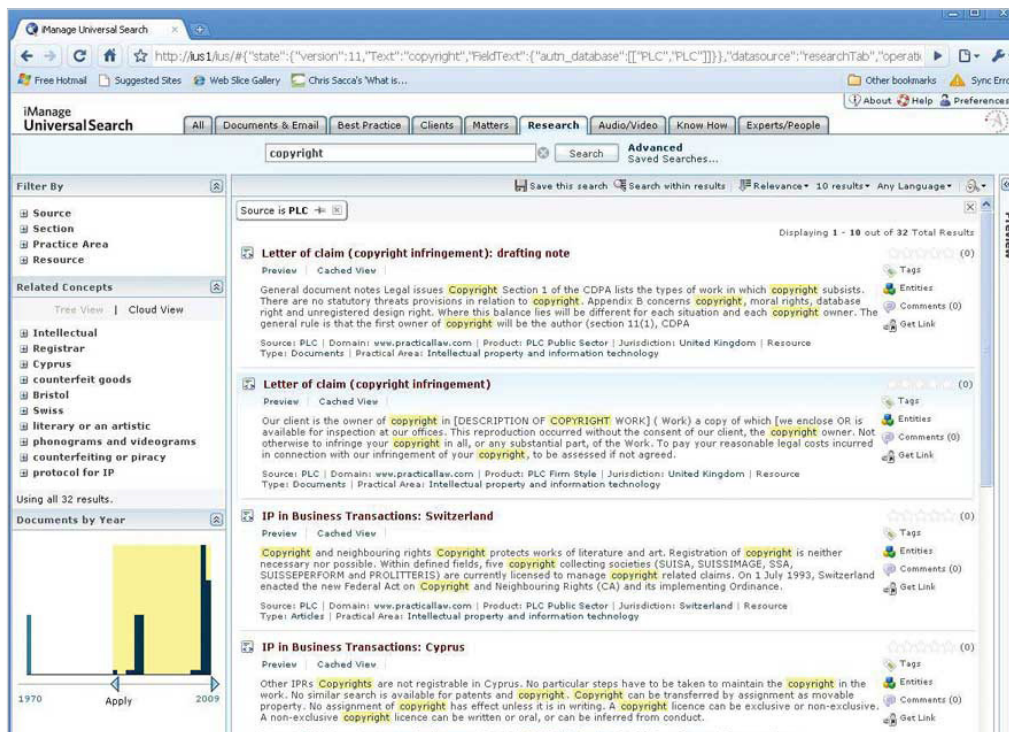 iManage Universal Search
http://ius1/ius/#{"state":{"version":11,"Text":"copyright","FieldText":{"autn_database":[["PLC","PLC"]]}},"datasource":"researchTab","operati
Free Hotmail Suggested Sites Web Slice Gallery Chris Sacca's 'What is... Other bookmarks Sync Erro
About Help Preferences
iManage
UniversalSearch
All Documents & Email Best Practice Clients Matters Research Audio/Video Know How Experts/People
copyright Search Advanced
Saved Searches...
Filter By
Source
Section
Practice Area
Resource
Related Concepts
Tree View | Cloud View
Intellectual
Registrar
Cyprus
counterfeit goods
Bristol
Swiss
literary or an artistic
phonograms and videograms
counterfeiting or piracy
protocol for IP
Using all 32 results.
Documents by Year
1970 Apply 2009
Save this search Search within results Relevance 10 results Any Language
Source is PLC
Displaying 1 - 10 out of 32 Total Results
Letter of claim (copyright infringement): drafting note (0)
Preview | Cached View Tags
General document notes Legal issues Copyright Section 1 of the CDPA lists the types of work in which copyright subsists. Entities
There are no statutory threats provisions in relation to copyright. Appendix B concerns copyright, moral rights, database Comments (0)
right and unregistered design right. Where this balance lies will be different for each situation and each copyright owner. The Get Link
general rule is that the first owner of copyright will be the author (section 11(1), CDPA
Source: PLC | Domain: www.practicallaw.com | Product: PLC Public Sector | Jurisdiction: United Kingdom | Resource
Type: Documents | Practical Area: Intellectual property and information technology
Letter of claim (copyright infringement) (0)
Preview | Cached View Tags
Our client is the owner of copyright in [DESCRIPTION OF COPYRIGHT WORK] ( Work) a copy of which [we enclose OR is Entities
available for inspection at our offices. This reproduction occurred without the consent of our client, the copyright owner. Not Comments (0)
otherwise to infringe your copyright in all, or any substantial part, of the Work. To pay your reasonable legal costs incurred Get Link
in connection with our infringement of your copyright, to be assessed if not agreed.
Source: PLC | Domain: www.practicallaw.com | Product: PLC Firm Style | Jurisdiction: United Kingdom | Resource
Type: Documents | Practical Area: Intellectual property and information technology
IP in Business Transactions: Switzerland (0)
Preview | Cached View Tags
Copyright and neighbouring rights Copyright protects works of literature and art. Registration of copyright is neither Entities
necessary nor possible. Within defined fields, five copyright collecting societies (SUISA, SUISSIMAGE, SSA, Comments (0)
SUISSEPERFORM and PROLITTERIS) are currently licensed to manage copyright related claims. On 1 July 1993, Switzerland Get Link
enacted the new Federal Act on Copyright and Neighbouring Rights (CA) and its implementing Ordinance.
Source: PLC | Domain: www.practicallaw.com | Product: PLC Public Sector | Jurisdiction: Switzerland | Resource
Type: Articles | Practical Area: Intellectual property and information technology
IP in Business Transactions: Cyprus (0)
Preview | Cached View Tags
Other IPRs Copyrights are not registrable in Cyprus. No particular steps have to be taken to maintain the copyright in the Entities
work. No similar search is available for patents and copyright. Copyright can be transferred by assignment as movable Comments (0)
property. No assignment of copyright has effect unless it is in writing. A copyright licence can be exclusive or non-exclusive. Get Link
A non-exclusive copyright licence can be written or oral, or can be inferred from conduct.